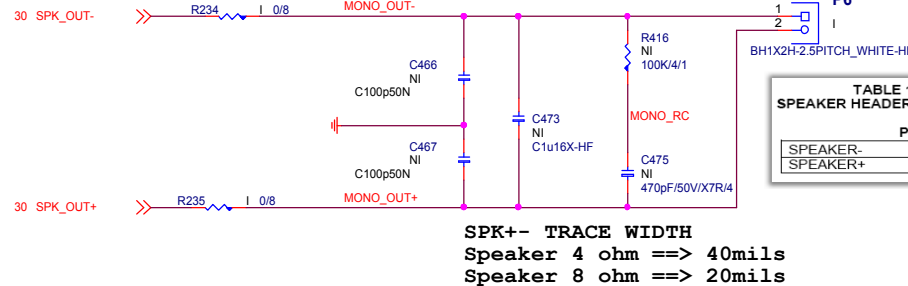 30 SPK_OUT-
R234
I 0/8
MONO_OUT-
1
2
I
BH1X2H-2.5PITCH_WHITE-H
R416
NI
100K/4/1
C466
NI
C100p50N
C473
NI
C1u16X-HF
MONO_RC
C467
NI
C100p50N
C475
NI
470pF/50V/X7R/4
TABLE
SPEAKER HEADER
P
SPEAKER-
SPEAKER+
30 SPK_OUT+
R235
I 0/8
MONO_OUT+
SPK+- TRACE WIDTH
Speaker 4 ohm ==> 40mils
Speaker 8 ohm ==> 20mils